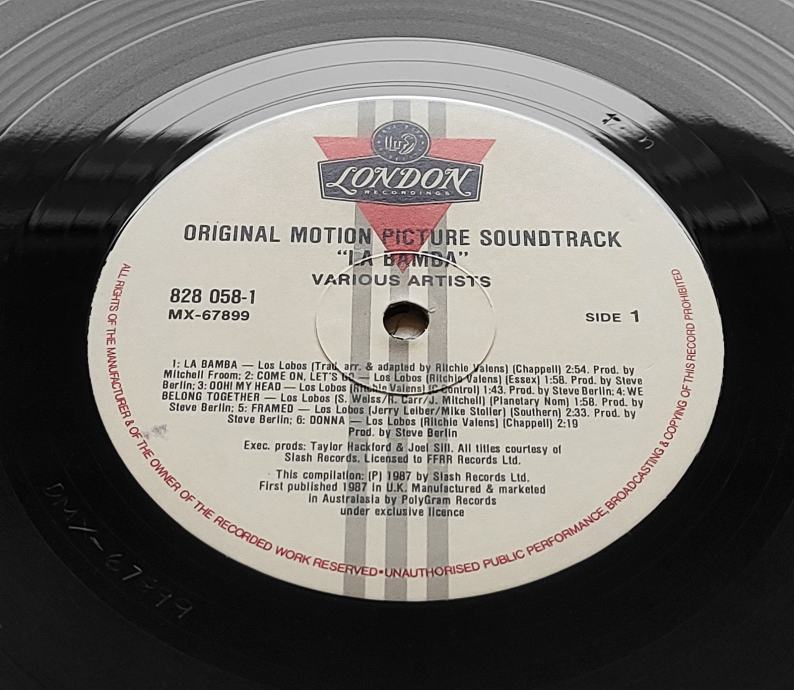 LONDON
RECORDINGS
ORIGINAL MOTION PICTURE SOUNDTRACK
"LA BAMBA"
VARIOUS ARTISTS
828 058-1
MX-67899
SIDE 1
1: LA BAMBA — Los Lobos (Trad. arr. & adapted by Ritchie Valens) (Chappell) 2:54. Prod. by
Mitchell Froom; 2: COME ON, LET'S GO — Los Lobos (Ritchie Valens) (Essex) 1:58. Prod. by Steve
Berlin; 3: OOH! MY HEAD — Los Lobos (Ritchie Valens) (C Control) 1:43. Prod. by Steve Berlin; 4: WE
BELONG TOGETHER — Los Lobos (S. Weiss/R. Carr/J. Mitchell) (Planetary Nom) 1:58. Prod. by
Steve Berlin; 5: FRAMED — Los Lobos (Jerry Leiber/Mike Stoller) (Southern) 2:33. Prod. by
Steve Berlin; 6: DONNA — Los Lobos (Ritchie Valens) (Chappell) 2:19
Prod. by Steve Berlin
Exec. prods: Taylor Hackford & Joel Sill. All titles courtesy of
Slash Records. Licensed to FFRR Records Ltd.
This compilation: (P) 1987 by Slash Records Ltd.
First published 1987 in U.K. Manufactured & marketed
in Australasia by PolyGram Records
under exclusive licence
ALL RIGHTS OF THE MANUFACTURER & OF THE OWNER OF THE RECORDED WORK RESERVED•UNAUTHORISED PUBLIC PERFORMANCE, BROADCASTING & COPYING OF THIS RECORD PROHIBITED
DMX-67899